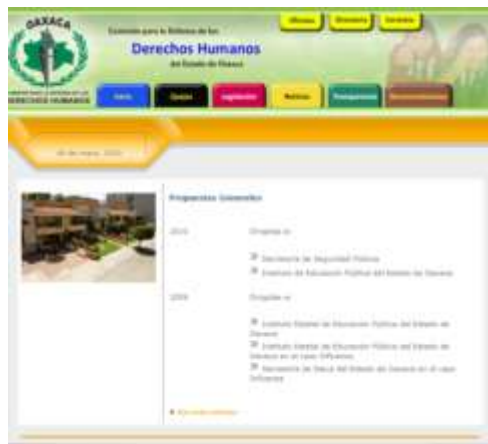 OAXACA
Comisión para la Defensa de los
Derechos Humanos
del Estado de Oaxaca
DERECHOS HUMANOS
Oficinas
Directorio
Contacto
Inicio
Quejas
Legislación
Noticias
Transparencia
de mayo, 2010
Propuestas Generales
2010
Dirigidas a:
Secretaría de Seguridad Pública
Instituto de Educación Pública del Estado de Oaxaca
2009
Dirigidas a:
Instituto Estatal de Educación Pública del Estado de
Oaxaca
Instituto Estatal de Educación Pública del Estado de
Oaxaca en el caso Influenza
Secretaría de Salud del Estado de Oaxaca en el caso
Influenza